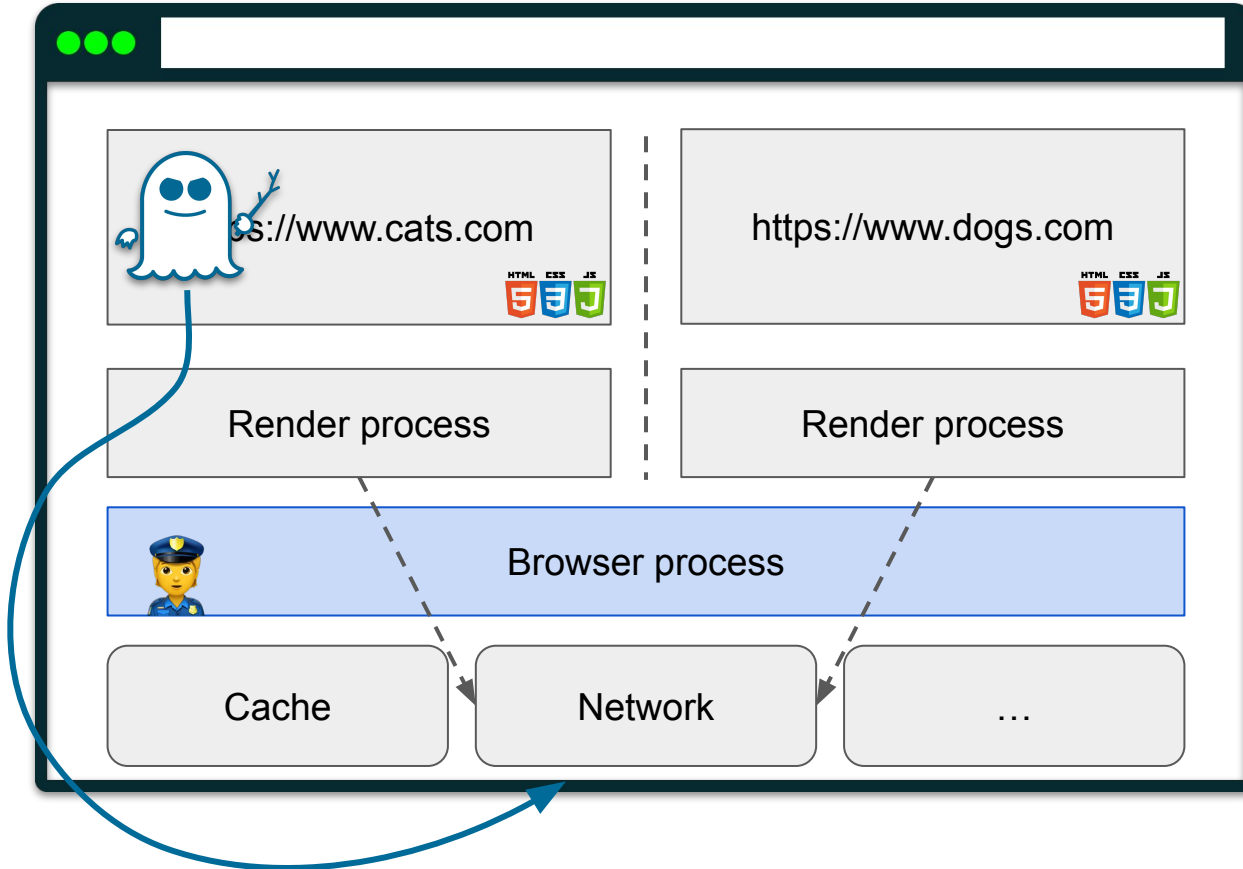 ps://www.cats.com
HTML CSS JS
https://www.dogs.com
HTML CSS JS
Render process
Render process
Browser process
Cache
Network
...